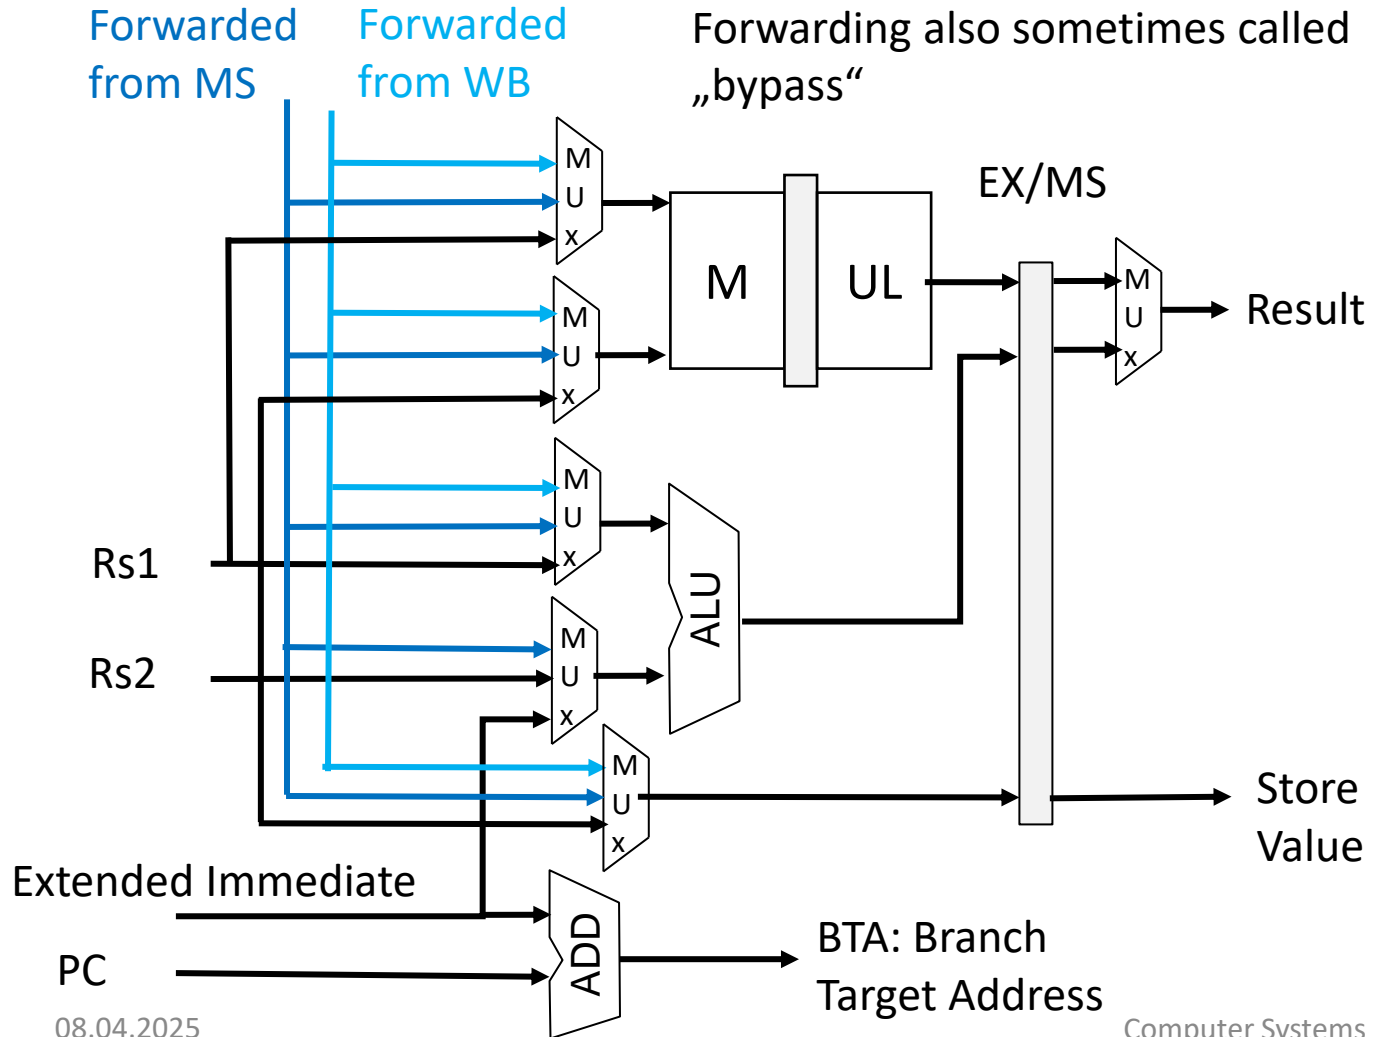 Forwarded
from MS
Forwarded
from WB
Forwarding also sometimes called
„bypass“
M
U
x
EX/MS
M
UL
M
U
x
Result
M
U
x
M
U
x
Rs1
ALU
M
U
x
Rs2
M
U
x
Store
Value
Extended Immediate
ADD
BTA: Branch
Target Address
PC
08.04.2025
Computer Systems